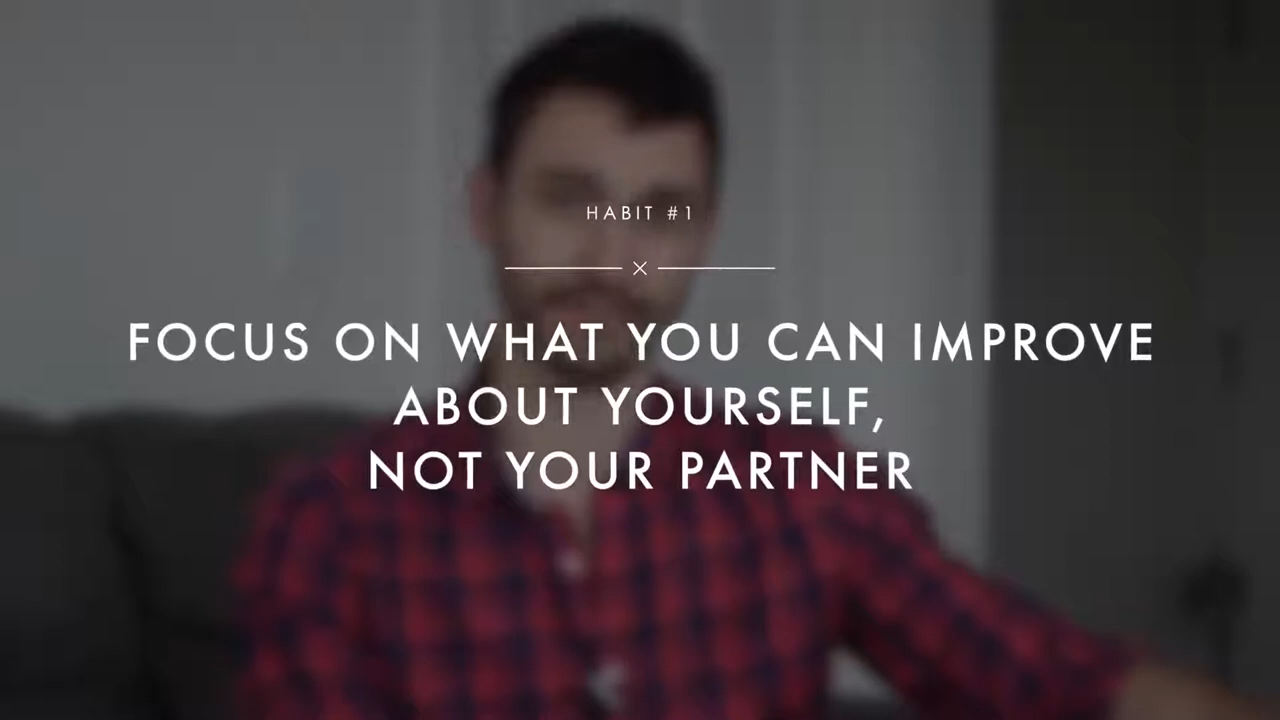 HABIT #1
FOCUS ON WHAT YOU CAN IMPROVE
ABOUT YOURSELF,
NOT YOUR PARTNER